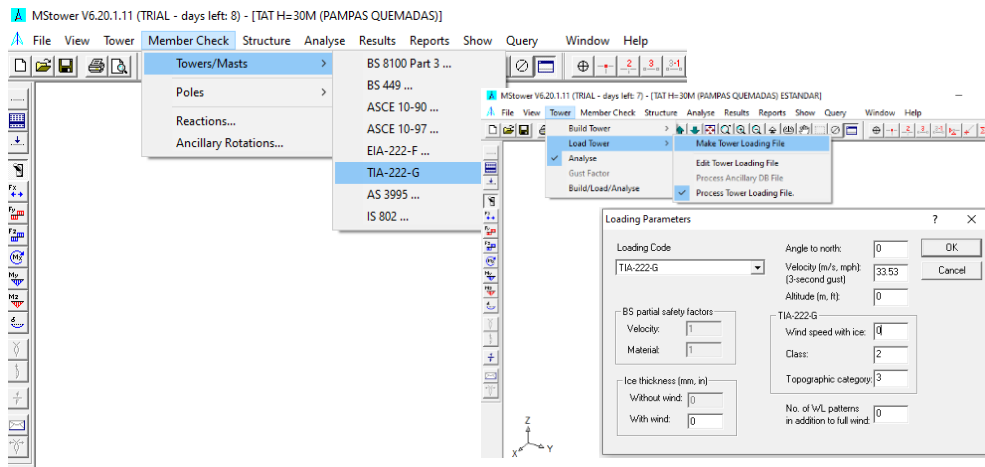 MStower V6.20.1.11 (TRIAL - days left: 8) - [TAT H=30M (PAMPAS QUEMADAS)]
File View Tower Member Check Structure Analyse Results Reports Show Query Window Help
Towers/Masts
Poles
Reactions...
Ancillary Rotations...
BS 8100 Part 3 ...
BS 449 ...
ASCE 10-90 ...
ASCE 10-97 ...
EIA-222-F ...
TIA-222-G
AS 3995 ...
IS 802 ...
Fx
Fy
Fz
Mx
My
Mz
MStower V6.20.1.11 (TRIAL - days left: 7) - [TAT H=30M (PAMPAS QUEMADAS) ESTANDAR]
File View Tower Member Check Structure Analyse Results Reports Show Query Window Help
Build Tower
Load Tower
Analyse
Gust Factor
Build/Load/Analyse
Make Tower Loading File
Edit Tower Loading File
Process Ancillary DB File
Process Tower Loading File.
Loading Parameters
Loading Code
TIA-222-G
BS partial safety factors
Velocity: 1
Material: 1
Ice thickness (mm, in)
Without wind: 0
With wind: 0
Angle to north: 0
Velocity (m/s, mph): 33.53
(3-second gust)
Altitude (m, ft): 0
TIA-222-G
Wind speed with ice: 0
Class: 2
Topographic category: 3
No. of WL patterns
in addition to full wind: 0
OK
Cancel
Z
X
Y